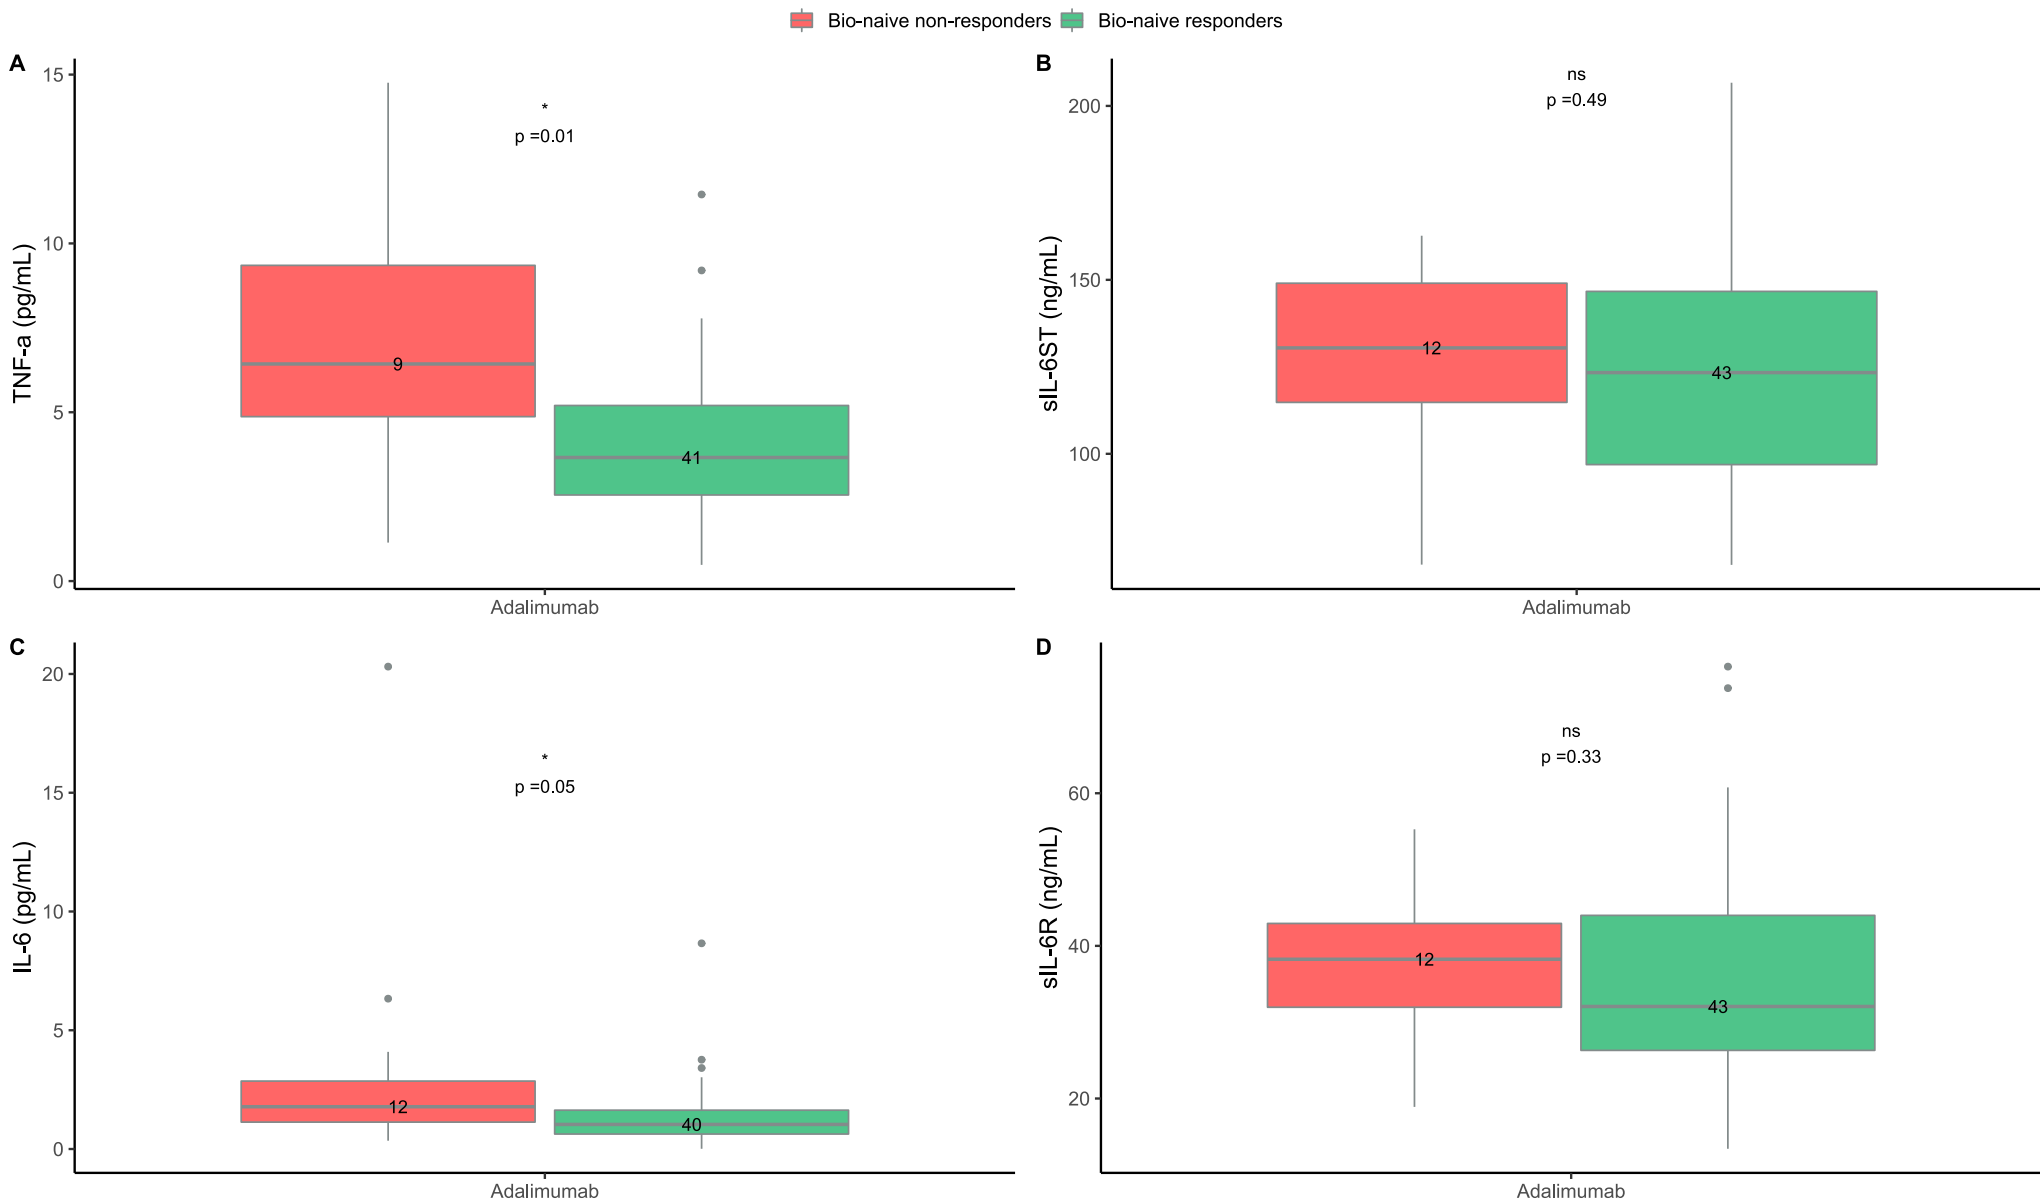 Bio-naive non-responders Bio-naive responders
A
15
10
5
0
TNF-a (pg/mL)
*
p =0.01
9
41
Adalimumab
B
200
150
100
sIL-6ST (ng/mL)
ns
p =0.49
12
43
Adalimumab
C
20
15
10
5
0
IL-6 (pg/mL)
*
p =0.05
12
40
Adalimumab
D
60
40
20
sIL-6R (ng/mL)
ns
p =0.33
12
43
Adalimumab